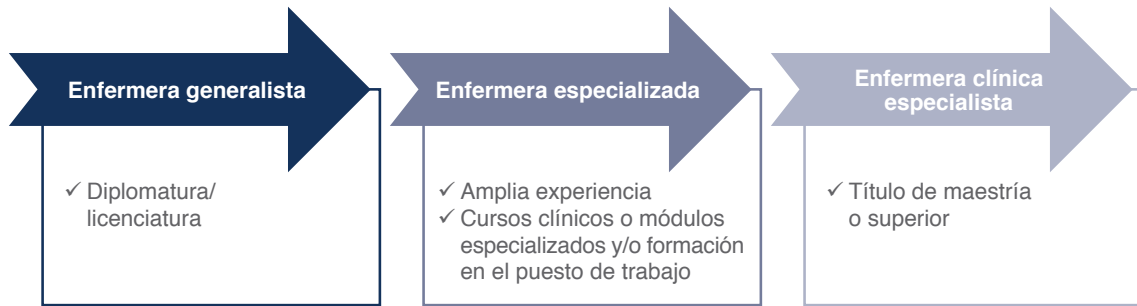 Enfermera generalista
✓ Diplomatura/
licenciatura
Enfermera especializada
✓ Amplia experiencia
✓ Cursos clínicos o módulos
especializados y/o formación
en el puesto de trabajo
Enfermera clínica
especialista
✓ Título de maestría
o superior